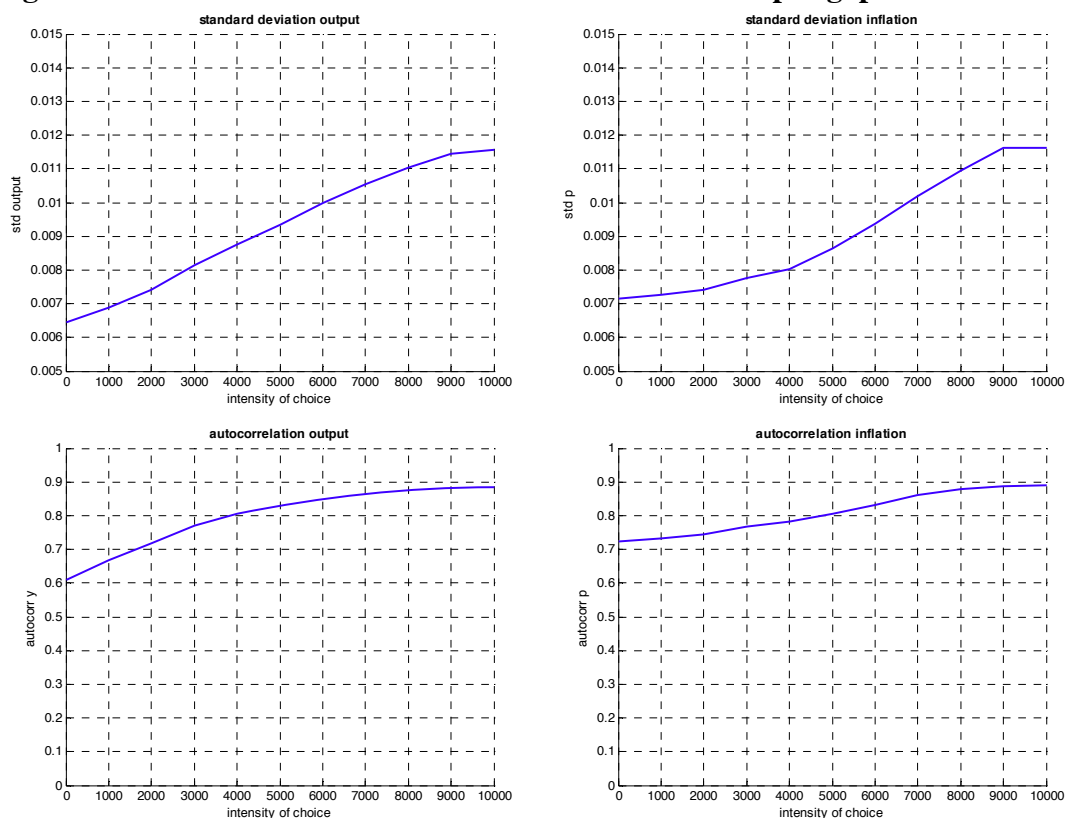 standard deviation output
0.015
0.014
0.013
0.012
0.011
0.01
0.009
0.008
0.007
0.006
0.005
std output
0 1000 2000 3000 4000 5000 6000 7000 8000 9000 10000
intensity of choice
standard deviation inflation
0.015
0.014
0.013
0.012
0.011
0.01
0.009
0.008
0.007
0.006
0.005
std p
0 1000 2000 3000 4000 5000 6000 7000 8000 9000 10000
intensity of choice
autocorrelation output
1
0.9
0.8
0.7
0.6
0.5
0.4
0.3
0.2
0.1
0
autocorr y
0 1000 2000 3000 4000 5000 6000 7000 8000 9000 10000
intensity of choice
autocorrelation inflation
1
0.9
0.8
0.7
0.6
0.5
0.4
0.3
0.2
0.1
0
autocorr p
0 1000 2000 3000 4000 5000 6000 7000 8000 9000 10000
intensity of choice